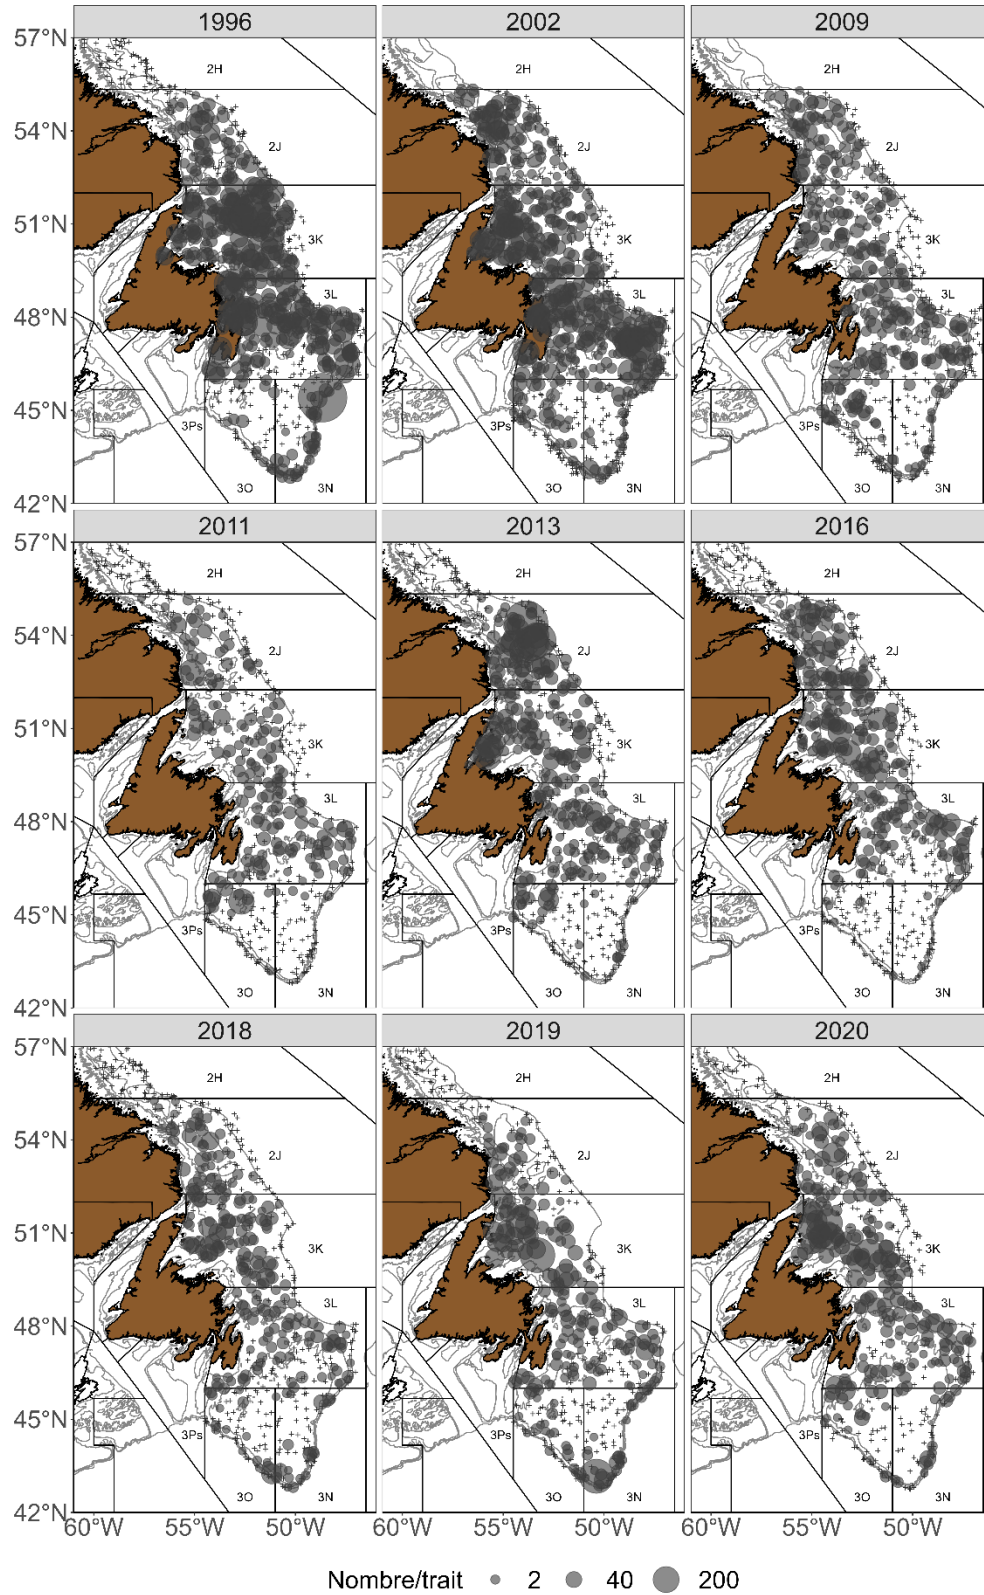 1996 2002 2009
57°N 2H 2H 2H
54°N 2J 2J 2J
51°N 3K 3K 3K
48°N 3L 3L 3L
45°N 3Ps 3Ps 3Ps
42°N 3O 3N 3O 3N 3O 3N
2011 2013 2016
57°N 2H 2H 2H
54°N 2J 2J 2J
51°N 3K 3K 3K
48°N 3L 3L 3L
45°N 3Ps 3Ps 3Ps
42°N 3O 3N 3O 3N 3O 3N
2018 2019 2020
57°N 2H 2H 2H
54°N 2J 2J 2J
51°N 3K 3K 3K
48°N 3L 3L 3L
45°N 3Ps 3Ps 3Ps
42°N 3O 3N 3O 3N 3O 3N
60°W 55°W 50°W 60°W 55°W 50°W 60°W 55°W 50°W
Nombre/trait 2 40 200